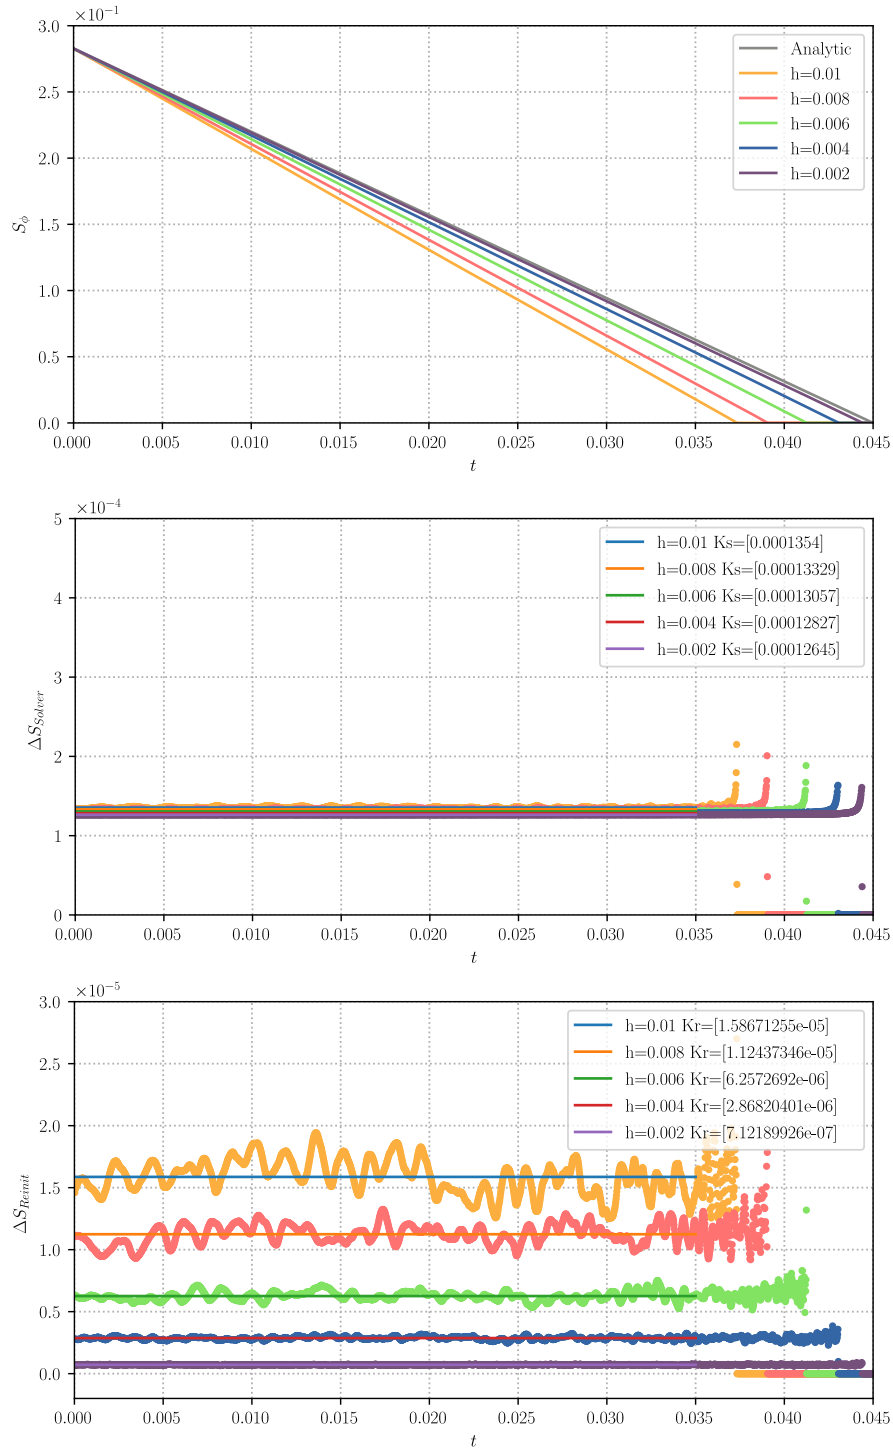 ×10⁻¹
3.0
2.5
2.0
1.5
1.0
0.5
0.0
S_ϕ
Analytic
h=0.01
h=0.008
h=0.006
h=0.004
h=0.002
0.000 0.005 0.010 0.015 0.020 0.025 0.030 0.035 0.040 0.045
t
×10⁻⁴
5
4
3
2
1
0
ΔS_Solver
h=0.01 Ks=[0.0001354]
h=0.008 Ks=[0.00013329]
h=0.006 Ks=[0.00013057]
h=0.004 Ks=[0.00012827]
h=0.002 Ks=[0.00012645]
0.000 0.005 0.010 0.015 0.020 0.025 0.030 0.035 0.040 0.045
t
×10⁻⁵
3.0
2.5
2.0
1.5
1.0
0.5
0.0
ΔS_Reinit
h=0.01 Kr=[1.58671255e-05]
h=0.008 Kr=[1.12437346e-05]
h=0.006 Kr=[6.2572692e-06]
h=0.004 Kr=[2.86820401e-06]
h=0.002 Kr=[7.12189926e-07]
0.000 0.005 0.010 0.015 0.020 0.025 0.030 0.035 0.040 0.045
t